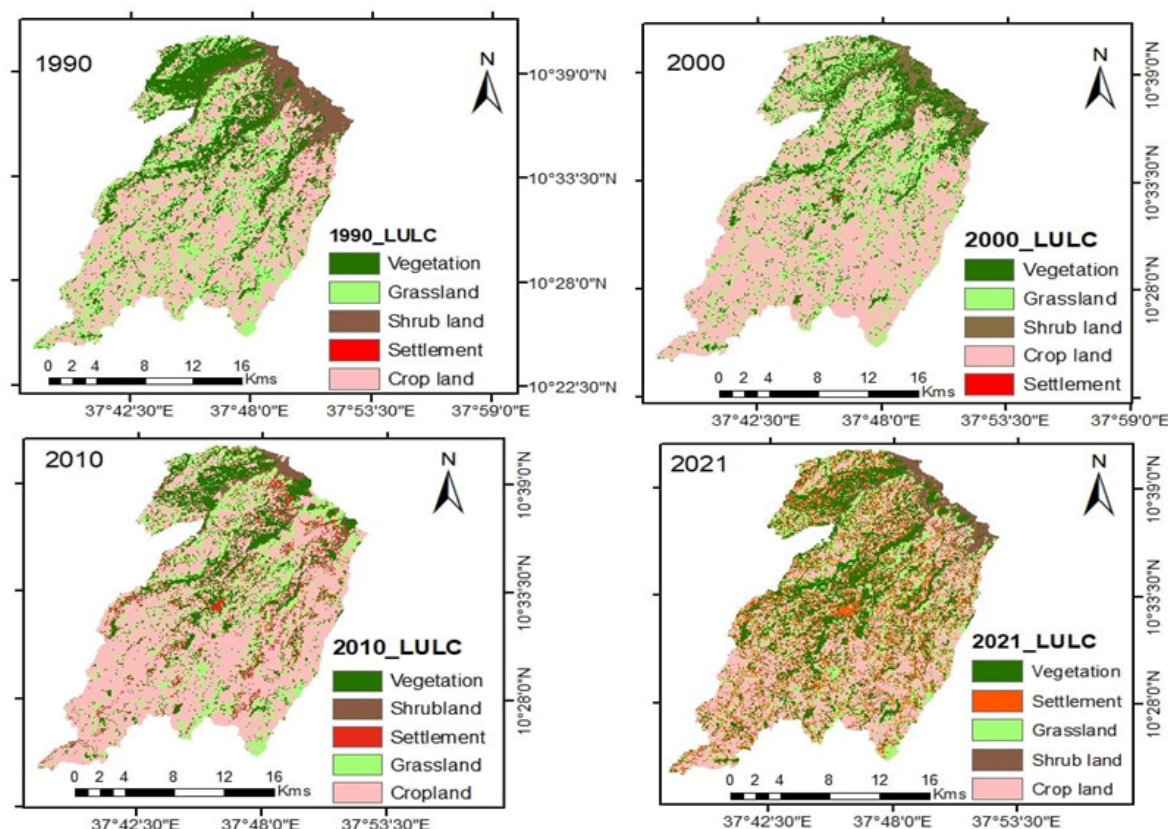 1990
N
10°39'0"N
10°33'30"N
10°28'0"N
10°22'30"N
1990_LULC
Vegetation
Grassland
Shrub land
Settlement
Crop land
0 2 4 8 12 16
Kms
37°42'30"E 37°48'0"E 37°53'30"E 37°59'0"E
2000
N
10°39'0"N
10°33'30"N
10°28'0"N
2000_LULC
Vegetation
Grassland
Shrub land
Crop land
Settlement
0 2 4 8 12 16
Kms
37°42'30"E 37°48'0"E 37°53'30"E 37°59'0"E
2010
N
10°39'0"N
10°33'30"N
10°28'0"N
2010_LULC
Vegetation
Shrubland
Settlement
Grassland
Cropland
0 2 4 8 12 16
Kms
37°42'30"E 37°48'0"E 37°53'30"E
2021
N
10°39'0"N
10°33'30"N
10°28'0"N
2021_LULC
Vegetation
Settlement
Grassland
Shrub land
Crop land
0 2 4 8 12 16
Kms
37°42'30"E 37°48'0"E 37°53'30"E